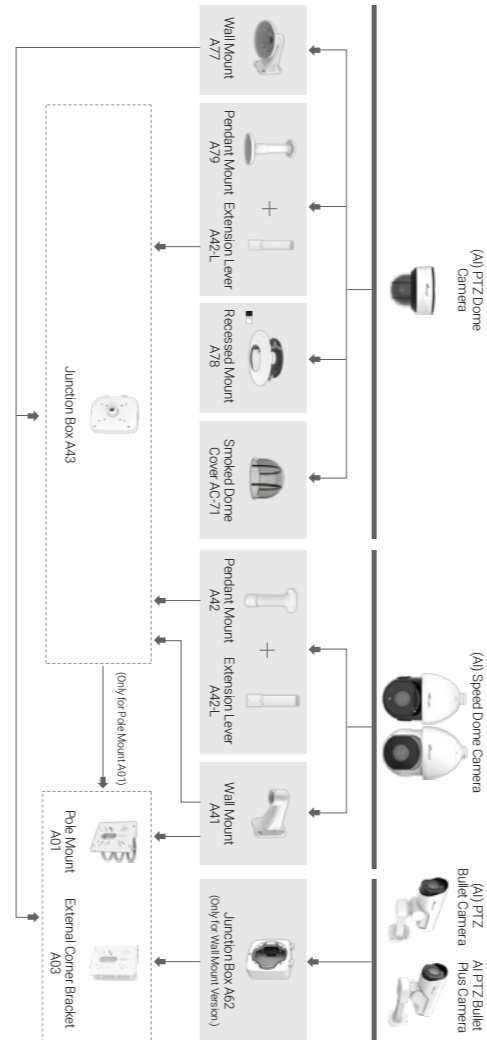 (AI) PTZ Dome
Camera
(AI) Speed Dome Camera
(AI) PTZ
Bullet Camera
AI PTZ Bullet
Plus Camera
Wall Mount
A77
Pendant Mount
A79
+
Extension Lever
A42-L
Recessed Mount
A78
Smoked Dome
Cover AC-71
Pendant Mount
A42
+
Extension Lever
A42-L
Wall Mount
A41
Junction Box A62
(Only for Wall Mount Version)
Junction Box A43
(Only for Pole Mount A01)
Pole Mount
A01
External Corner Bracket
A03